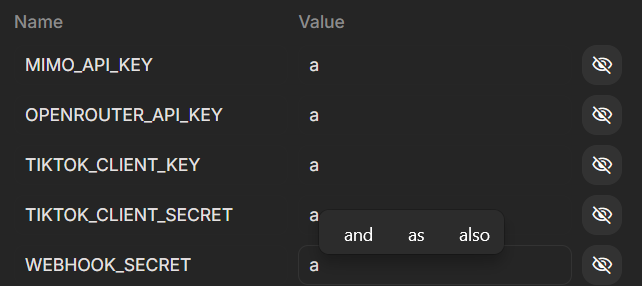 Name Value
MIMO_API_KEY a
OPENROUTER_API_KEY a
TIKTOK_CLIENT_KEY a
TIKTOK_CLIENT_SECRET a
and as also
WEBHOOK_SECRET a